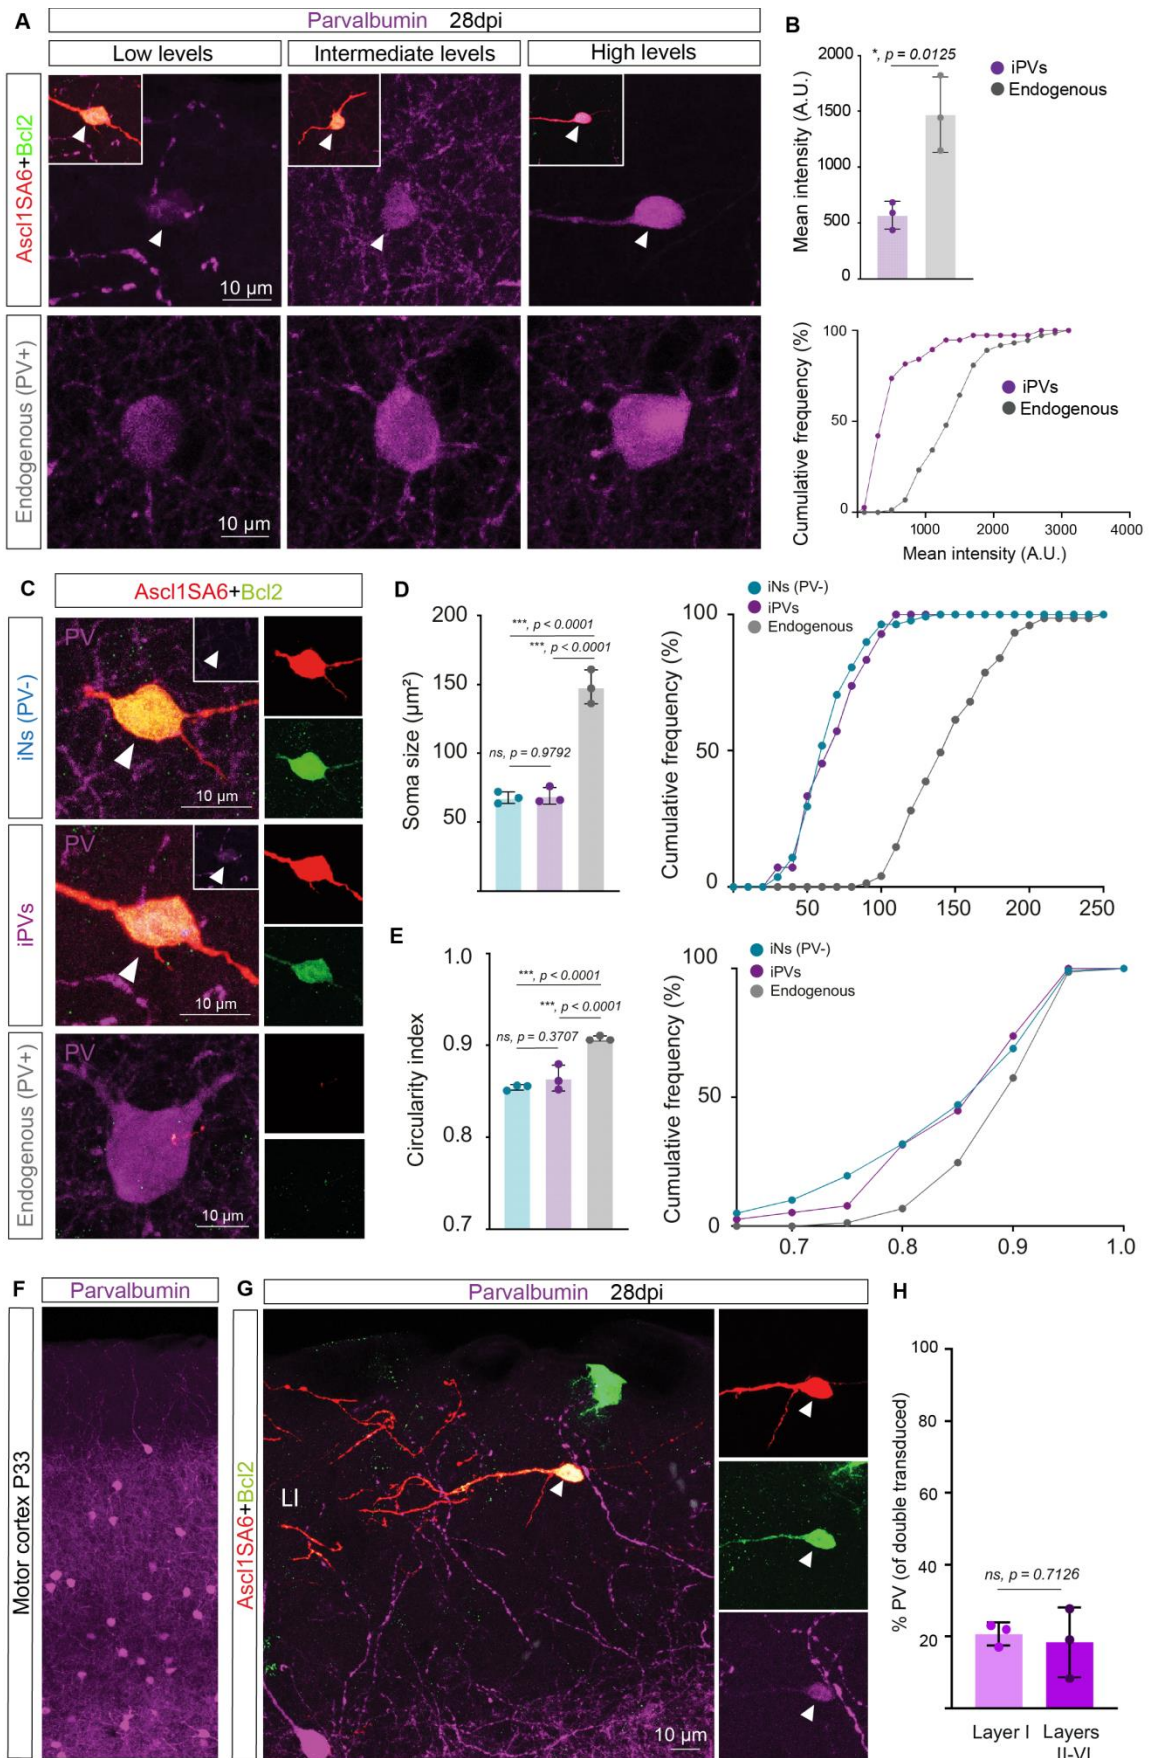 A
Parvalbumin 28dpi
Low levels
Intermediate levels
High levels
Ascl1SA6+Bcl2
10 µm
Endogenous (PV+)
10 µm
B
2000
1500
1000
500
0
Mean intensity (A.U.)
*, p = 0.0125
iPVs
Endogenous
100
50
0
Cumulative frequency (%)
iPVs
Endogenous
1000 2000 3000 4000
Mean intensity (A.U.)
C
Ascl1SA6+Bcl2
iNs (PV-)
PV
10 µm
iPVs
PV
10 µm
Endogenous (PV+)
PV
10 µm
D
200
150
100
50
Soma size (µm²)
***, p < 0.0001
***, p < 0.0001
ns, p = 0.9792
iNs (PV-)
iPVs
Endogenous
100
50
0
Cumulative frequency (%)
50 100 150 200 250
E
1.0
0.9
0.8
0.7
Circularity index
***, p < 0.0001
***, p < 0.0001
ns, p = 0.3707
iNs (PV-)
iPVs
Endogenous
100
50
0
Cumulative frequency (%)
0.7 0.8 0.9 1.0
F
Parvalbumin
Motor cortex P33
G
Parvalbumin 28dpi
Ascl1SA6+Bcl2
LI
10 µm
H
100
80
60
40
20
% PV (of double transduced)
ns, p = 0.7126
Layer I
Layers
II-VI